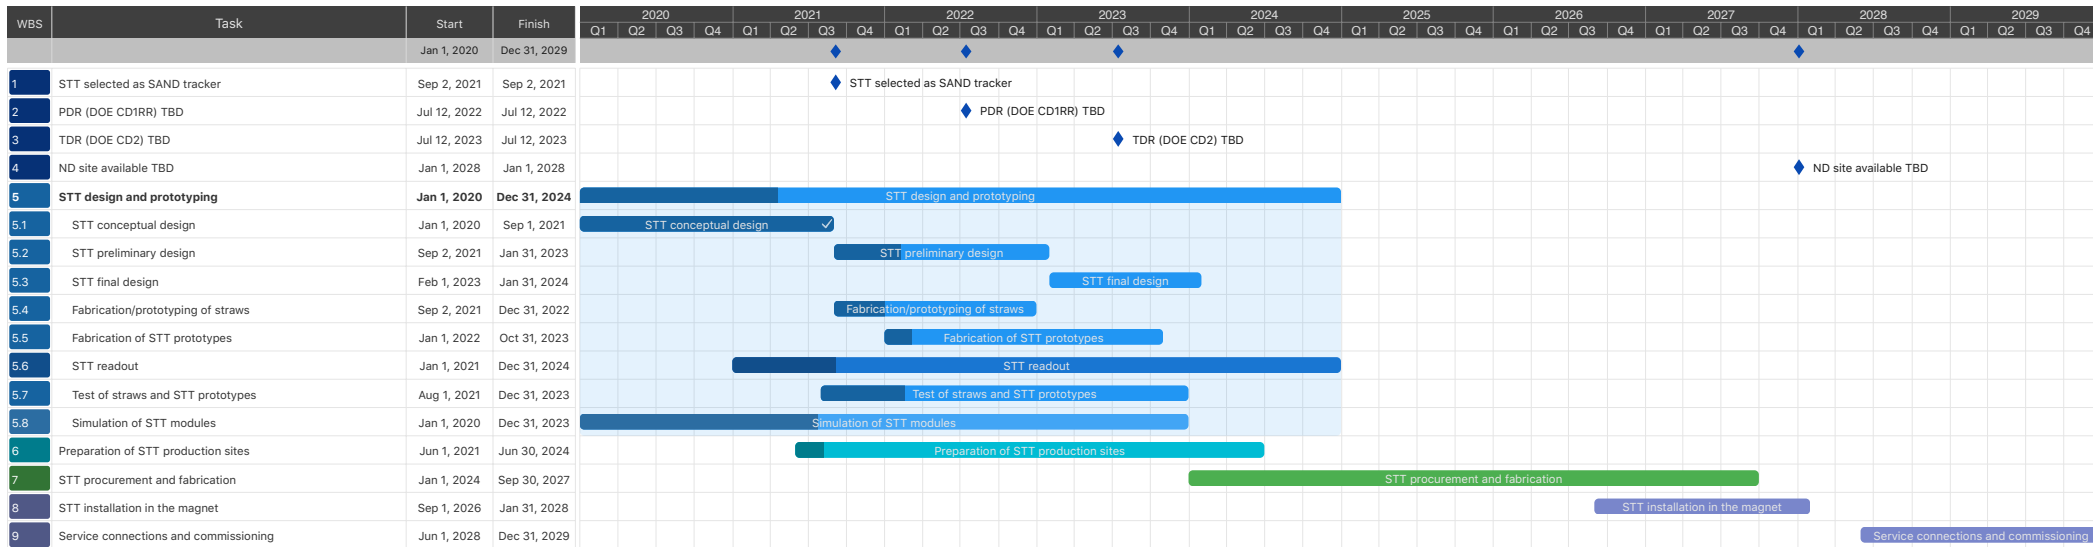 WBS Task Start Finish 2020 2021 2022 2023 2024 2025 2026 2027 2028 2029
Q1 Q2 Q3 Q4 Q1 Q2 Q3 Q4 Q1 Q2 Q3 Q4 Q1 Q2 Q3 Q4 Q1 Q2 Q3 Q4 Q1 Q2 Q3 Q4 Q1 Q2 Q3 Q4 Q1 Q2 Q3 Q4 Q1 Q2 Q3 Q4 Q1 Q2 Q3 Q4
Jan 1, 2020 Dec 31, 2029
1 STT selected as SAND tracker Sep 2, 2021 Sep 2, 2021 STT selected as SAND tracker
2 PDR (DOE CD1RR) TBD Jul 12, 2022 Jul 12, 2022 PDR (DOE CD1RR) TBD
3 TDR (DOE CD2) TBD Jul 12, 2023 Jul 12, 2023 TDR (DOE CD2) TBD
4 ND site available TBD Jan 1, 2028 Jan 1, 2028 ND site available TBD
5 STT design and prototyping Jan 1, 2020 Dec 31, 2024 STT design and prototyping
5.1 STT conceptual design Jan 1, 2020 Sep 1, 2021 STT conceptual design
5.2 STT preliminary design Sep 2, 2021 Jan 31, 2023 STT preliminary design
5.3 STT final design Feb 1, 2023 Jan 31, 2024 STT final design
5.4 Fabrication/prototyping of straws Sep 2, 2021 Dec 31, 2022 Fabrication/prototyping of straws
5.5 Fabrication of STT prototypes Jan 1, 2022 Oct 31, 2023 Fabrication of STT prototypes
5.6 STT readout Jan 1, 2021 Dec 31, 2024 STT readout
5.7 Test of straws and STT prototypes Aug 1, 2021 Dec 31, 2023 Test of straws and STT prototypes
5.8 Simulation of STT modules Jan 1, 2020 Dec 31, 2023 Simulation of STT modules
6 Preparation of STT production sites Jun 1, 2021 Jun 30, 2024 Preparation of STT production sites
7 STT procurement and fabrication Jan 1, 2024 Sep 30, 2027 STT procurement and fabrication
8 STT installation in the magnet Sep 1, 2026 Jan 31, 2028 STT installation in the magnet
9 Service connections and commissioning Jun 1, 2028 Dec 31, 2029 Service connections and commissioning